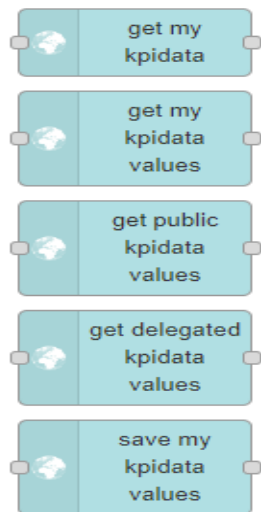 get my
kpidata
get my
kpidata
values
get public
kpidata
values
get delegated
kpidata
values
save my
kpidata
values